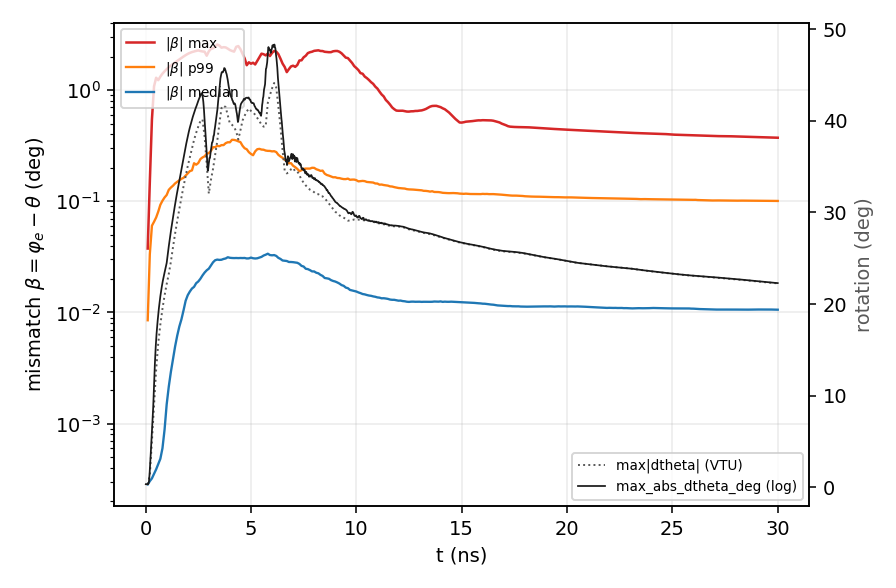 |β| max
|β| p99
|β| median
mismatch β = φₑ − θ (deg)
10⁰
10⁻¹
10⁻²
10⁻³
50
40
30
20
10
0
rotation (deg)
max|dtheta| (VTU)
max_abs_dtheta_deg (log)
0 5 10 15 20 25 30
t (ns)